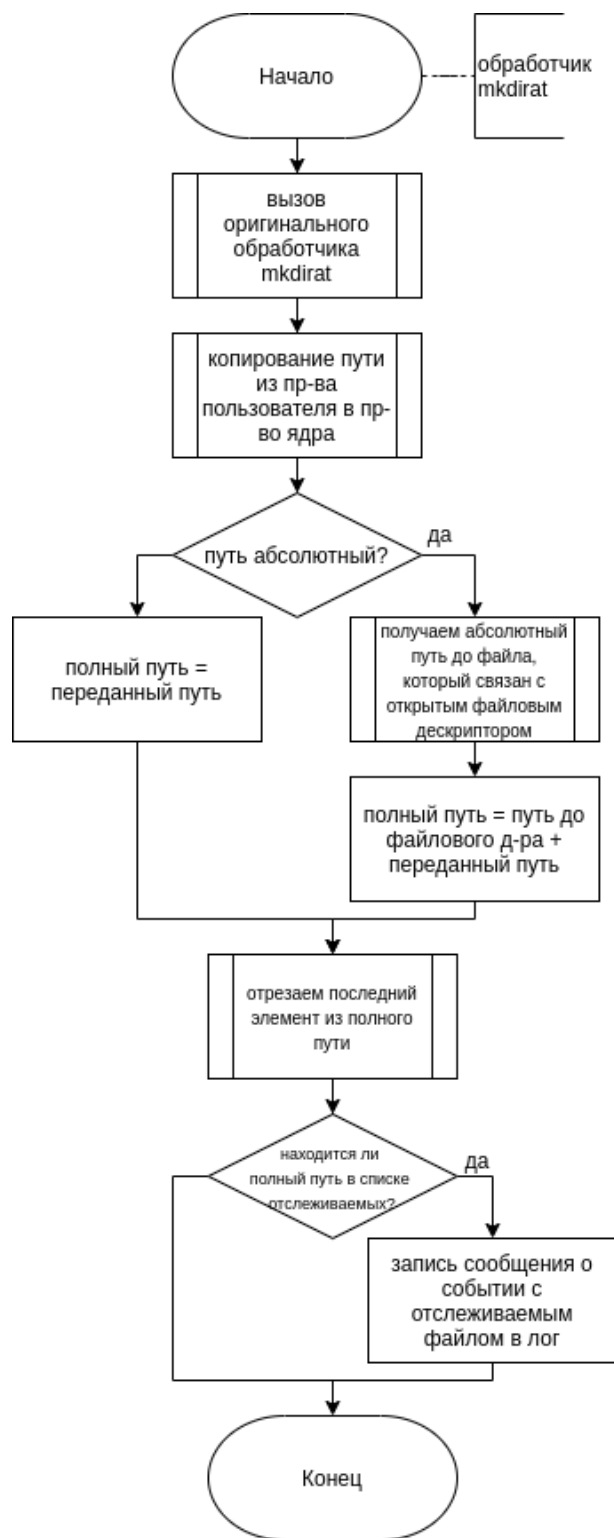 Начало
обработчик
mkdirat
вызов
оригинального
обработчика
mkdirat
копирование пути
из пр-ва
пользователя в пр-
во ядра
путь абсолютный?
да
полный путь =
переданный путь
получаем абсолютный
путь до файла,
который связан с
открытым файловым
дескриптором
полный путь = путь до
файлового д-ра +
переданный путь
отрезаем последний
элемент из полного
пути
находится ли
полный путь в списке
отслеживаемых?
да
запись сообщения о
событии с
отслеживаемым
файлом в лог
Конец